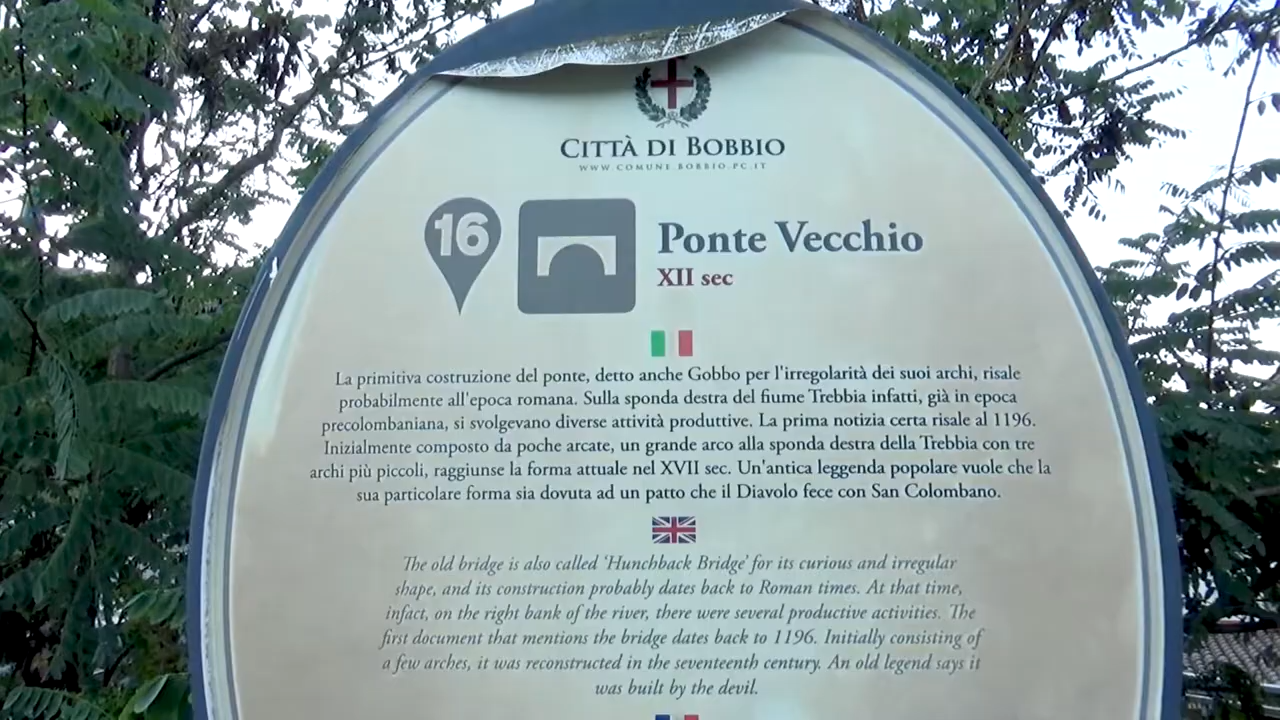 CITTÀ DI BOBBIO
WWW.COMUNE.BOBBIO.PC.IT
16
Ponte Vecchio
XII sec
La primitiva costruzione del ponte, detto anche Gobbo per l'irregolarità dei suoi archi, risale
probabilmente all'epoca romana. Sulla sponda destra del fiume Trebbia infatti, già in epoca
precolombaniana, si svolgevano diverse attività produttive. La prima notizia certa risale al 1196.
Inizialmente composto da poche arcate, un grande arco alla sponda destra della Trebbia con tre
archi più piccoli, raggiunse la forma attuale nel XVII sec. Un'antica leggenda popolare vuole che la
sua particolare forma sia dovuta ad un patto che il Diavolo fece con San Colombano.
The old bridge is also called ‘Hunchback Bridge’ for its curious and irregular
shape, and its construction probably dates back to Roman times. At that time,
infact, on the right bank of the river, there were several productive activities. The
first document that mentions the bridge dates back to 1196. Initially consisting of
a few arches, it was reconstructed in the seventeenth century. An old legend says it
was built by the devil.